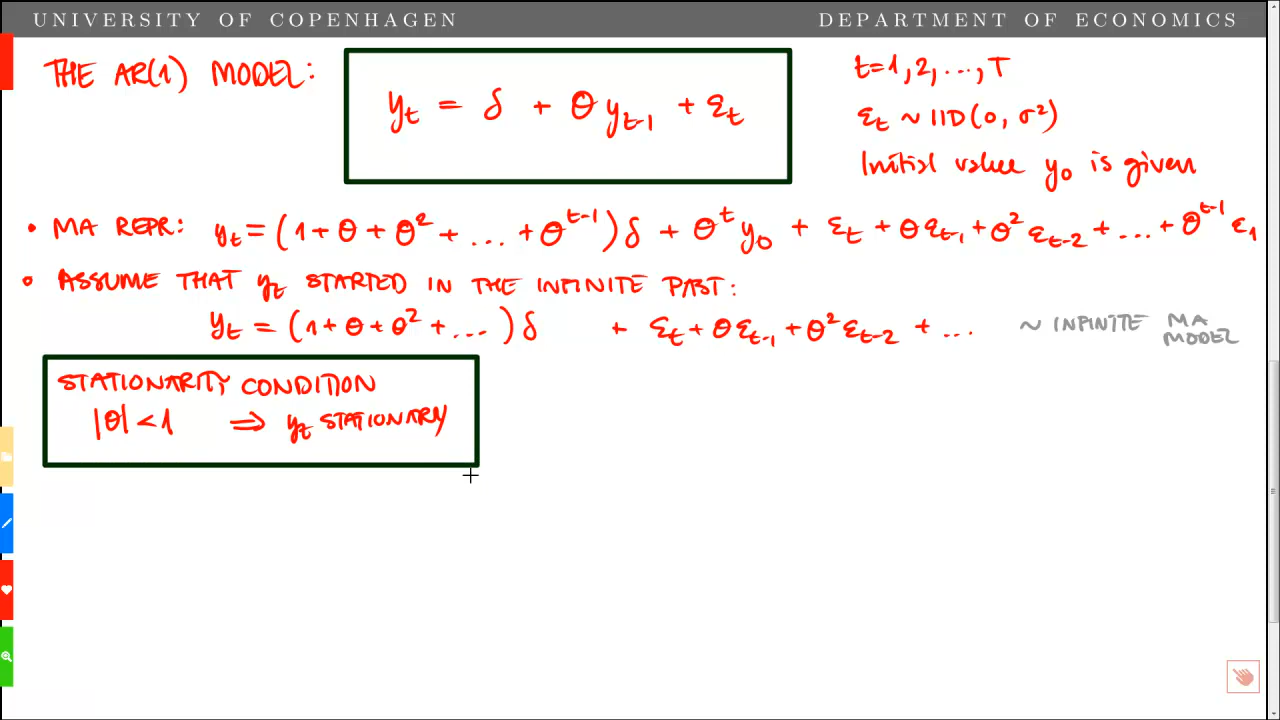 UNIVERSITY OF COPENHAGEN DEPARTMENT OF ECONOMICS
THE AR(1) MODEL:
y_t = δ + θ y_{t-1} + ε_t
t=1, 2, ..., T
ε_t ~ IID(0, σ²)
Initial value y_0 is given
• MA REPR: y_t = (1 + θ + θ² + ... + θ^{t-1}) δ + θ^t y_0 + ε_t + θε_{t-1} + θ² ε_{t-2} + ... + θ^{t-1} ε_1
• ASSUME THAT y_t STARTED IN THE INFINITE PAST:
y_t = (1 + θ + θ² + ...) δ + ε_t + θε_{t-1} + θ² ε_{t-2} + ... ~ INFINITE MA MODEL
STATIONARITY CONDITION
|θ| < 1 ⇒ y_t STATIONARY